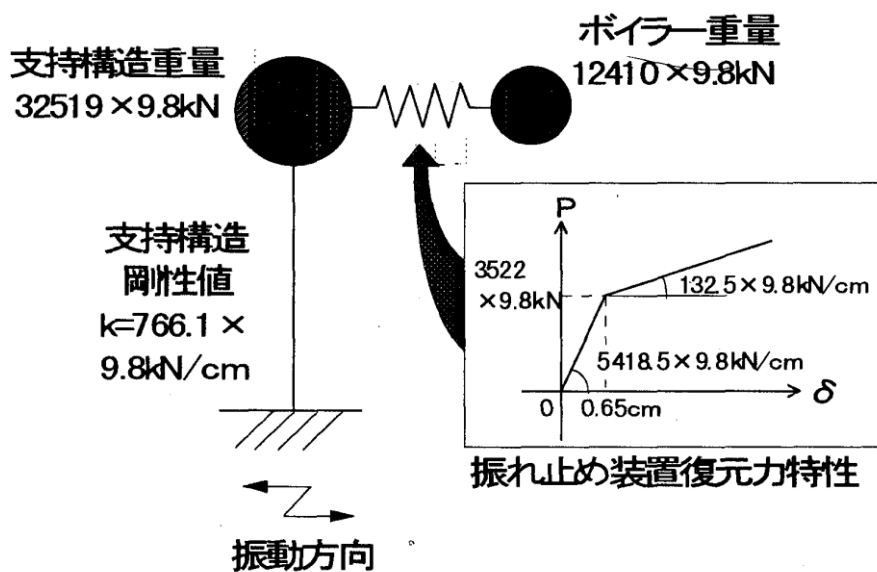 支持構造重量
32519×9.8kN
ボイラー重量
12410×9.8kN
支持構造
剛性値
k=766.1×
9.8kN/cm
P
3522
×9.8kN
132.5×9.8kN/cm
5418.5×9.8kN/cm
0
0.65cm
δ
振れ止め装置復元力特性
振動方向